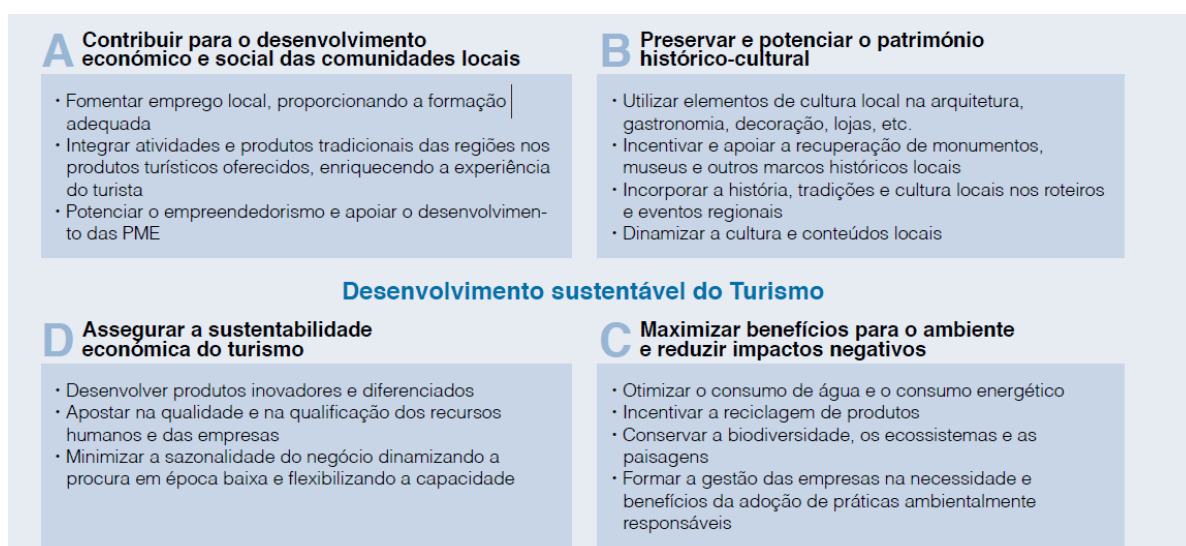 A Contribuir para o desenvolvimento
económico e social das comunidades locais
· Fomentar emprego local, proporcionando a formação
adequada
· Integrar atividades e produtos tradicionais das regiões nos
produtos turísticos oferecidos, enriquecendo a experiência
do turista
· Potenciar o empreendedorismo e apoiar o desenvolvimen-
to das PME
B Preservar e potenciar o património
histórico-cultural
· Utilizar elementos de cultura local na arquitetura,
gastronomia, decoração, lojas, etc.
· Incentivar e apoiar a recuperação de monumentos,
museus e outros marcos históricos locais
· Incorporar a história, tradições e cultura locais nos roteiros
e eventos regionais
· Dinamizar a cultura e conteúdos locais
Desenvolvimento sustentável do Turismo
D Assegurar a sustentabilidade
económica do turismo
· Desenvolver produtos inovadores e diferenciados
· Apostar na qualidade e na qualificação dos recursos
humanos e das empresas
· Minimizar a sazonalidade do negócio dinamizando a
procura em época baixa e flexibilizando a capacidade
C Maximizar benefícios para o ambiente
e reduzir impactos negativos
· Otimizar o consumo de água e o consumo energético
· Incentivar a reciclagem de produtos
· Conservar a biodiversidade, os ecossistemas e as
paisagens
· Formar a gestão das empresas na necessidade e
benefícios da adoção de práticas ambientalmente
responsáveis